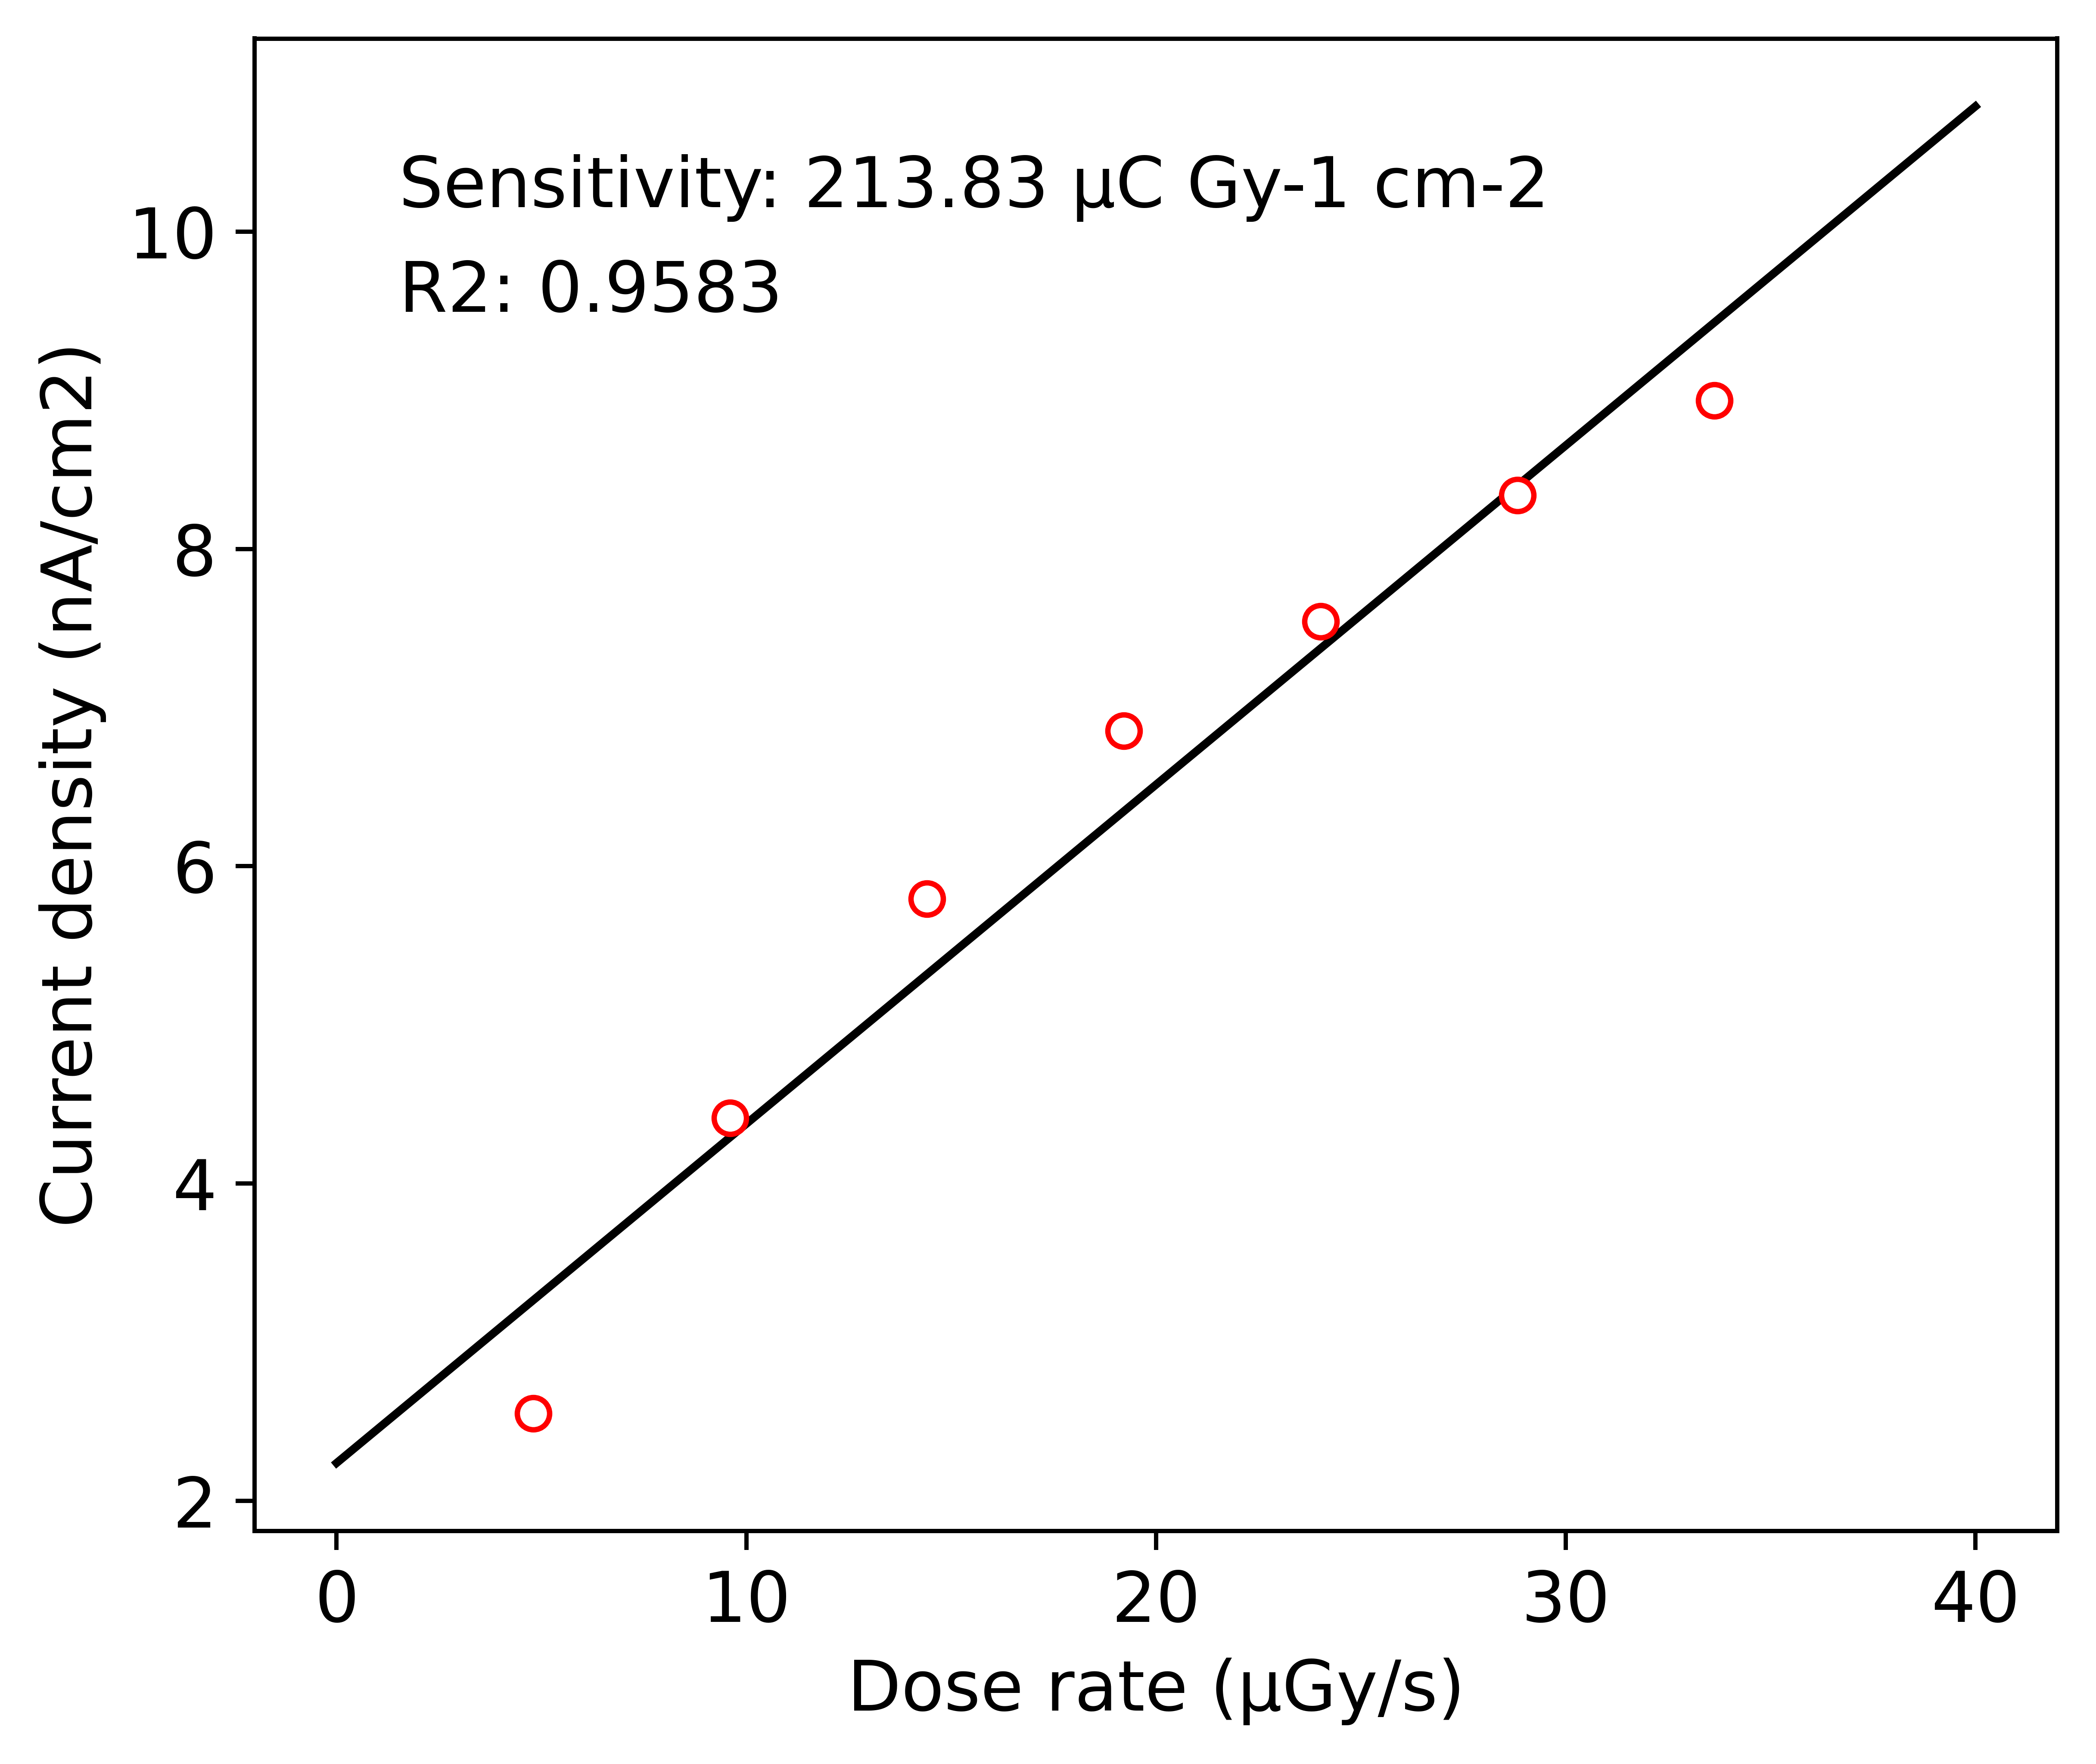 Sensitivity: 213.83 μC Gy-1 cm-2
R2: 0.9583
10
8
6
4
2
Current density (nA/cm2)
0 10 20 30 40
Dose rate (μGy/s)